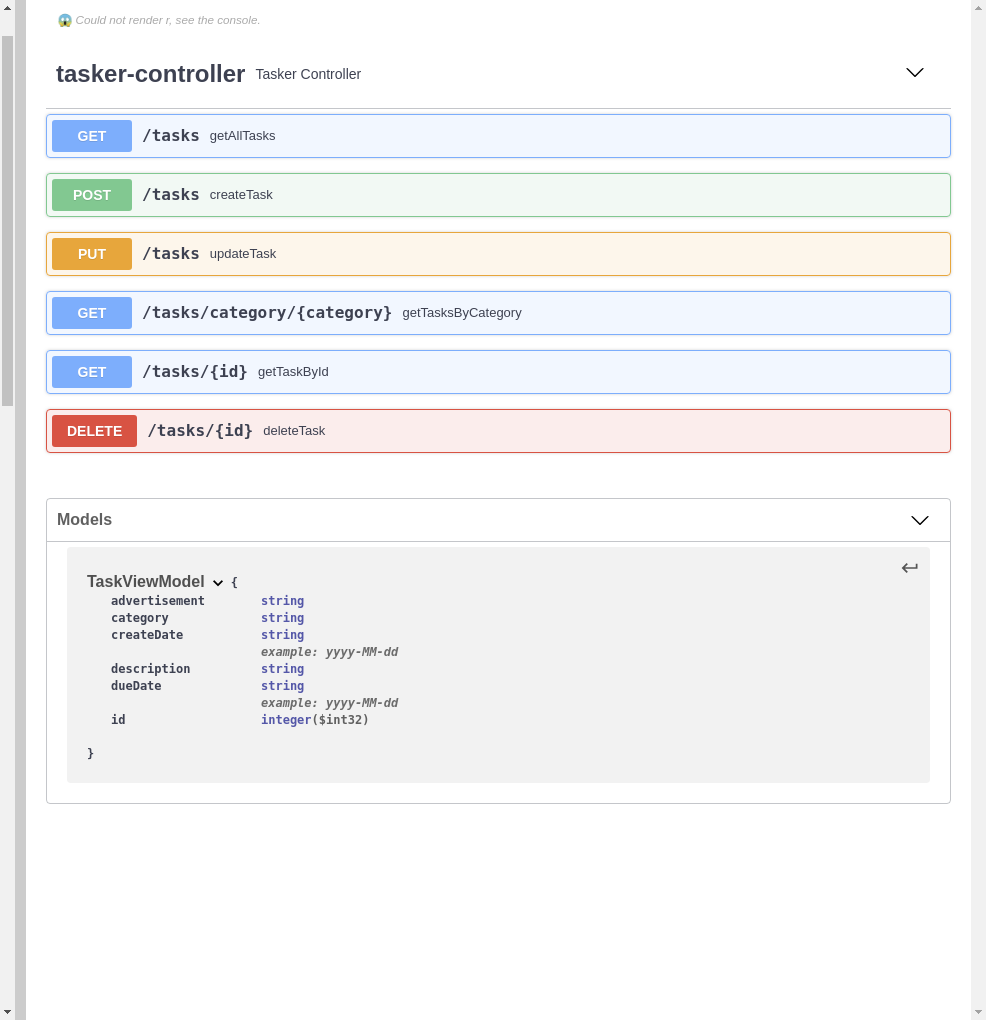 😱 Could not render r, see the console.
tasker-controller Tasker Controller
GET /tasks getAllTasks
POST /tasks createTask
PUT /tasks updateTask
GET /tasks/category/{category} getTasksByCategory
GET /tasks/{id} getTaskById
DELETE /tasks/{id} deleteTask
Models
TaskViewModel {
advertisement string
category string
createDate string
example: yyyy-MM-dd
description string
dueDate string
example: yyyy-MM-dd
id integer($int32)
}